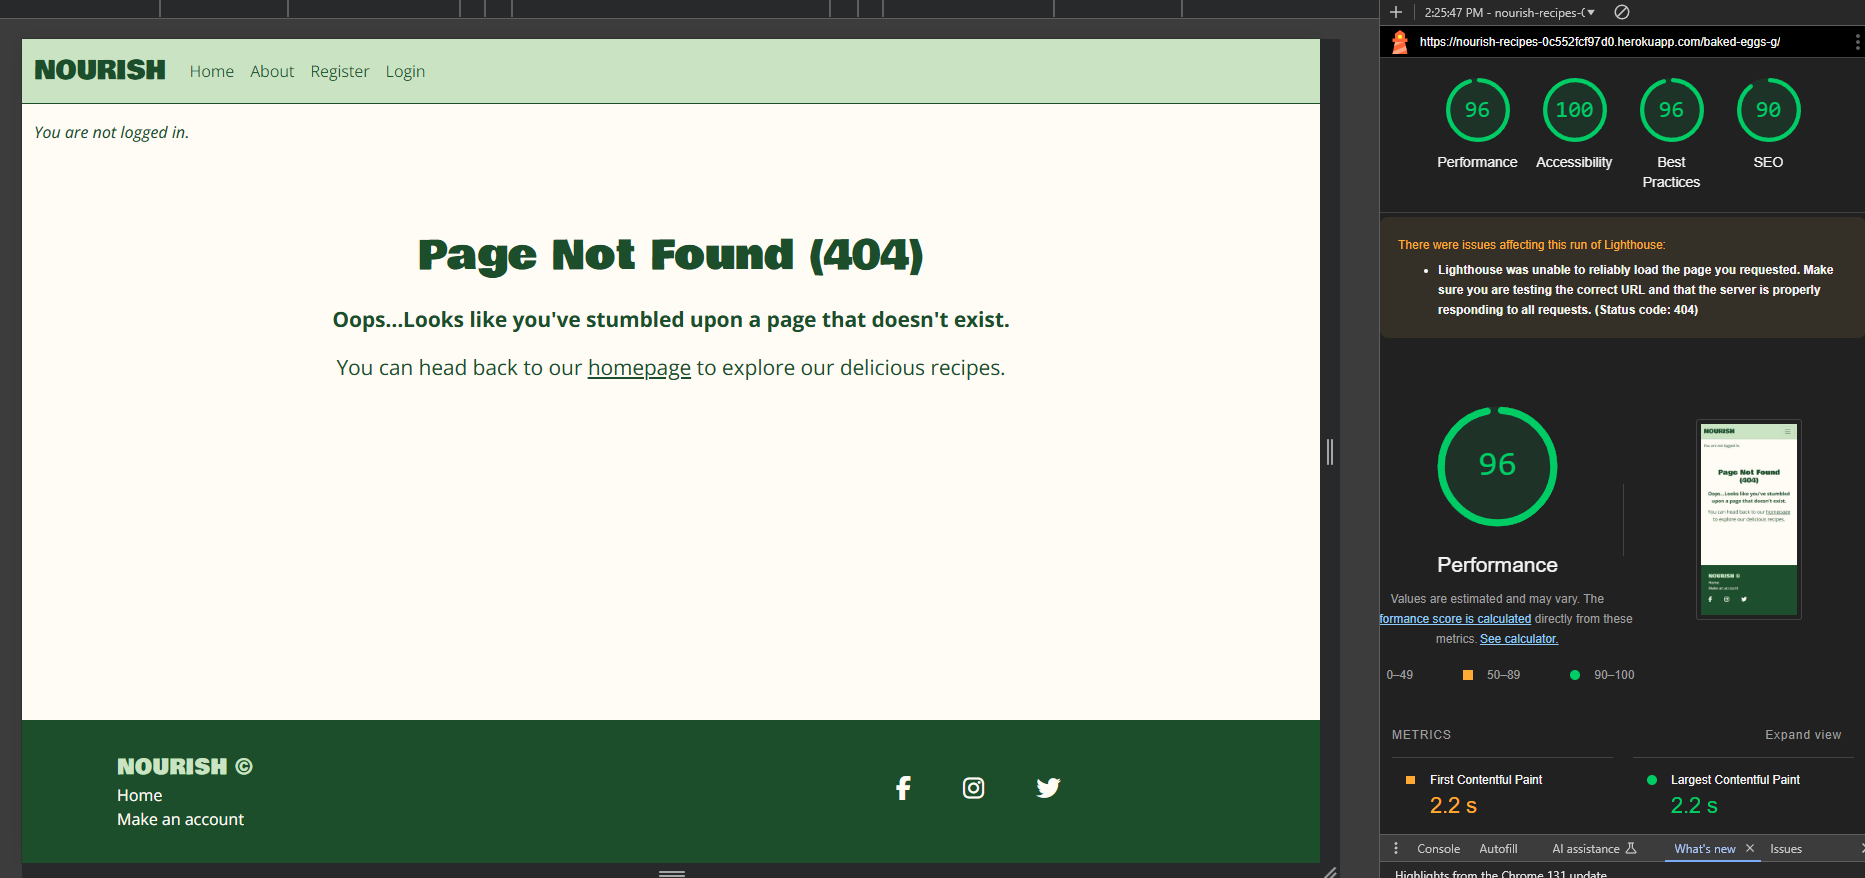 NOURISH Home About Register Login
You are not logged in.
Page Not Found (404)
Oops...Looks like you've stumbled upon a page that doesn't exist.
You can head back to our homepage to explore our delicious recipes.
NOURISH ©
Home
Make an account
2:25:47 PM - nourish-recipes-0
https://nourish-recipes-0c552fcf97d0.herokuapp.com/baked-eggs-g/
96 100 96 90
Performance Accessibility Best Practices SEO
There were issues affecting this run of Lighthouse:
• Lighthouse was unable to reliably load the page you requested. Make
sure you are testing the correct URL and that the server is properly
responding to all requests. (Status code: 404)
96
Performance
Values are estimated and may vary. The
formance score is calculated directly from these
metrics. See calculator.
0–49 50–89 90–100
NOURISH
You are not logged in.
Page Not Found
(404)
Oops...Looks like you've stumbled
upon a page that doesn't exist.
You can head back to our homepage
to explore our delicious recipes.
NOURISH ©
Home
Make an account
METRICS Expand view
First Contentful Paint
2.2 s
Largest Contentful Paint
2.2 s
Console Autofill AI assistance What's new Issues
Highlights from the Chrome 131 update